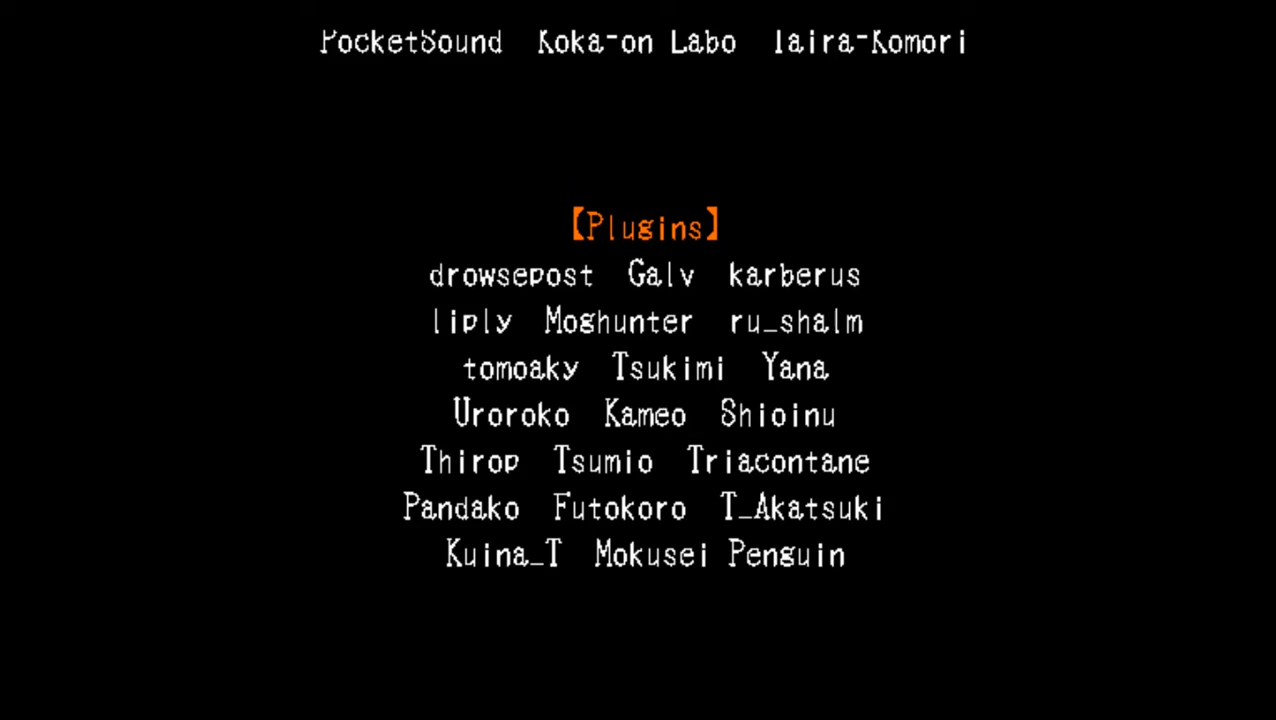 PocketSound Koka-on Labo Taira-Komori
【Plugins】
drowsepost Galv karberus
liply Moghunter ru_shalm
tomoaky Tsukimi Yana
Uroroko Kameo Shioinu
Thirop Tsumio Triacontane
Pandako Futokoro T_Akatsuki
Kuina_T Mokusei Penguin